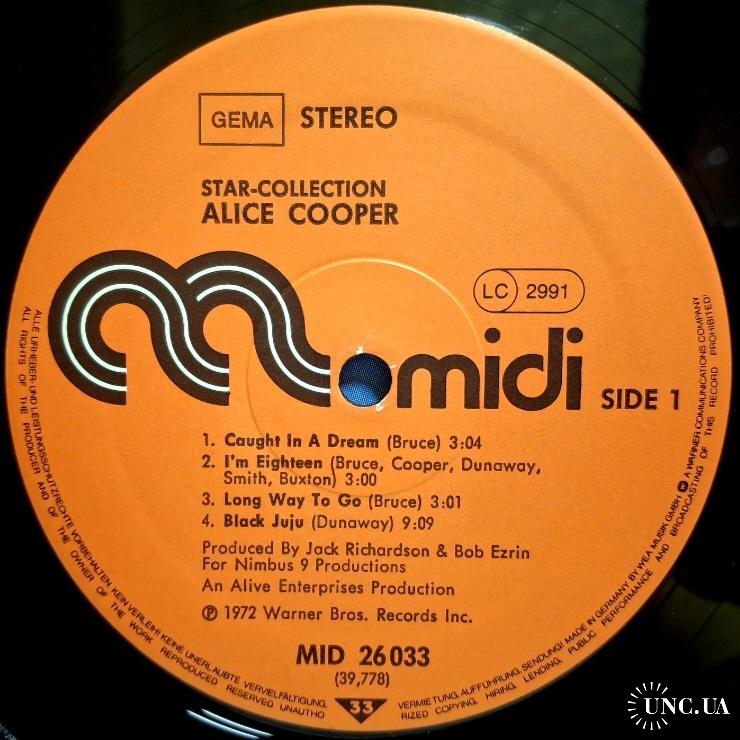 GEMA STEREO
STAR-COLLECTION
ALICE COOPER
LC 2991
midi SIDE 1
1. Caught In A Dream (Bruce) 3:04
2. I'm Eighteen (Bruce, Cooper, Dunaway,
Smith, Buxton) 3:00
3. Long Way To Go (Bruce) 3:01
4. Black Juju (Dunaway) 9:09
Produced By Jack Richardson & Bob Ezrin
For Nimbus 9 Productions
An Alive Enterprises Production
℗ 1972 Warner Bros. Records Inc.
MID 26 033
(39,778)
33
ALLE URHEBER- UND LEISTUNGSSCHUTZRECHTE VORBEHALTEN. KEIN VERLEIH! KEINE UNERLAUBTE VERVIELFÄLTIGUNG, VERMIETUNG, AUFFÜHRUNG, SENDUNG! MADE IN GERMANY BY WEA MUSIK GMBH A WARNER COMMUNICATIONS COMPANY
ALL RIGHTS OF THE PRODUCER AND OF THE OWNER OF THE WORK REPRODUCED RESERVED UNAUTHORIZED COPYING, HIRING, LENDING, PUBLIC PERFORMANCE AND BROADCASTING OF THIS RECORD PROHIBITED!
UNC.UA